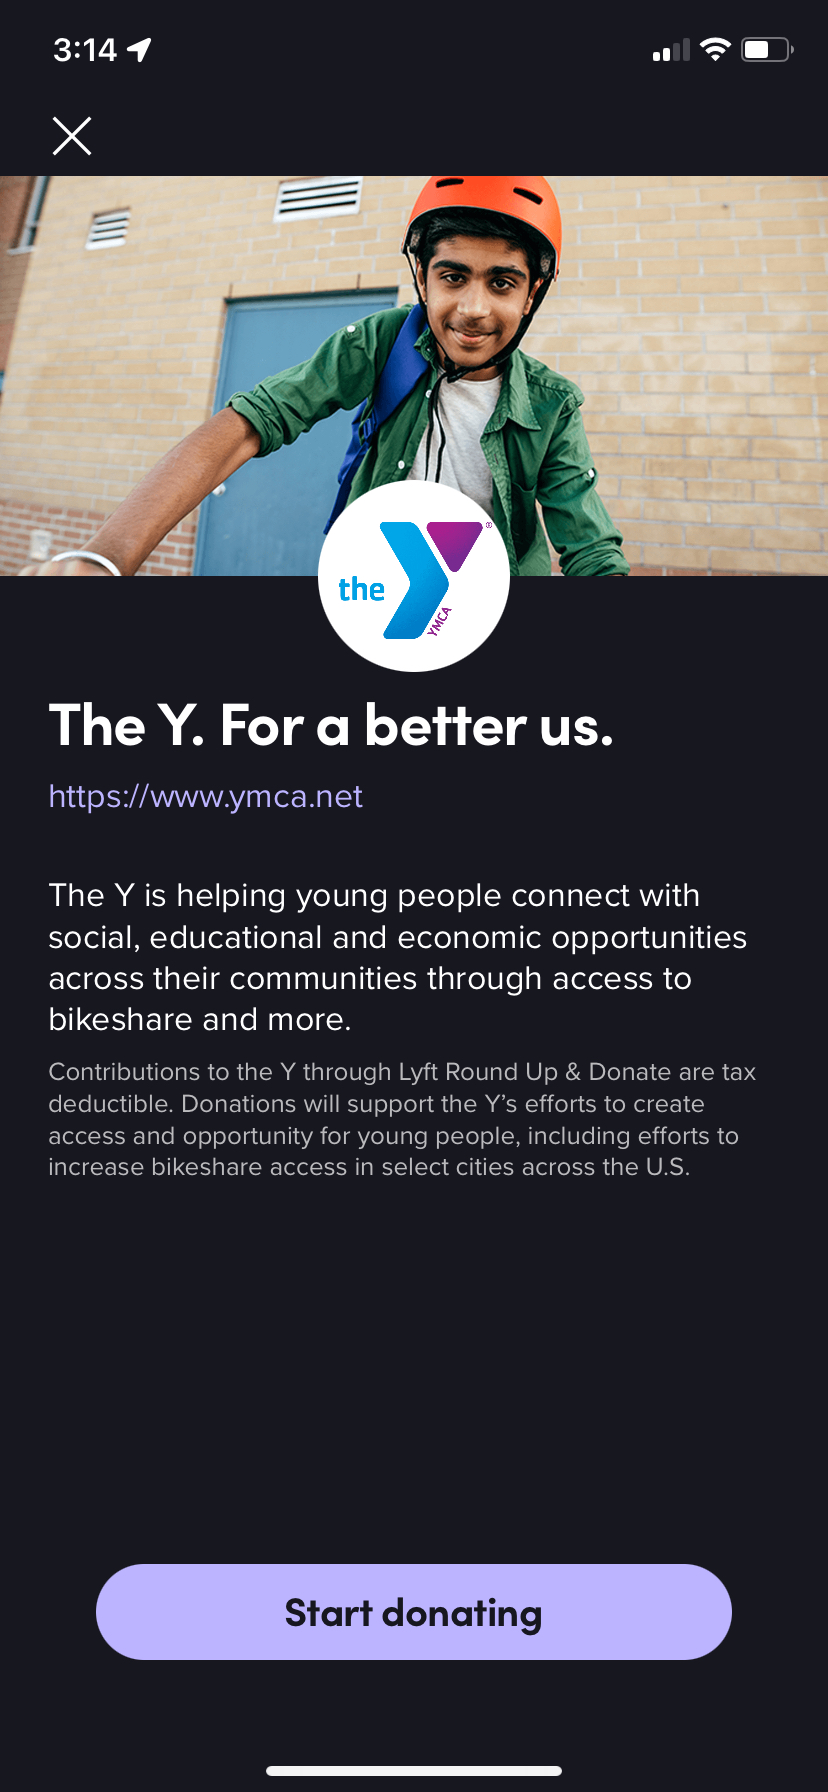 3:14
the
®
YMCA
The Y. For a better us.
https://www.ymca.net
The Y is helping young people connect with
social, educational and economic opportunities
across their communities through access to
bikeshare and more.
Contributions to the Y through Lyft Round Up & Donate are tax
deductible. Donations will support the Y’s efforts to create
access and opportunity for young people, including efforts to
increase bikeshare access in select cities across the U.S.
Start donating